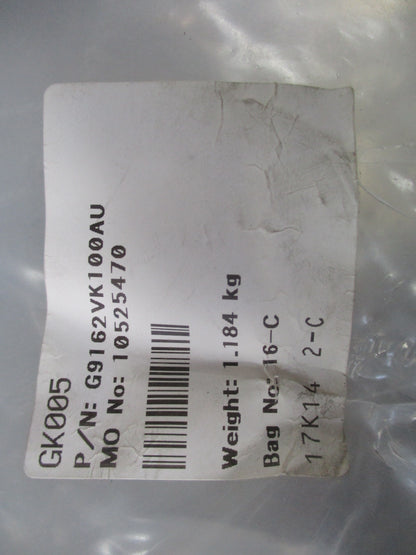 GK005
P/N: G9162VK100AU
MO No: 10525470
Weight: 1.184 kg
Bag No: 16-C
17K14 2-C